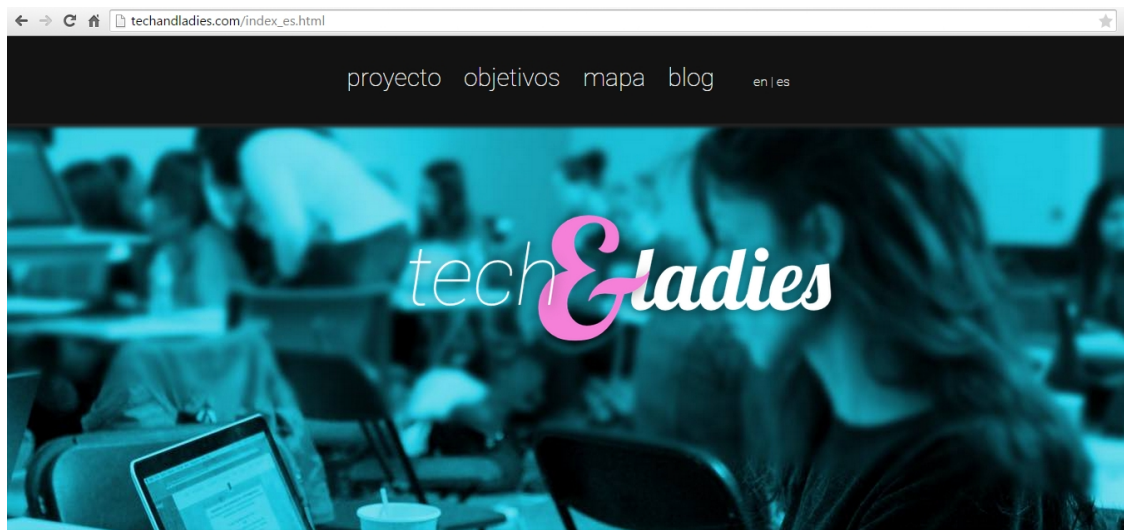 techandladies.com/index_es.html
proyecto objetivos mapa blog en | es
tech&ladies